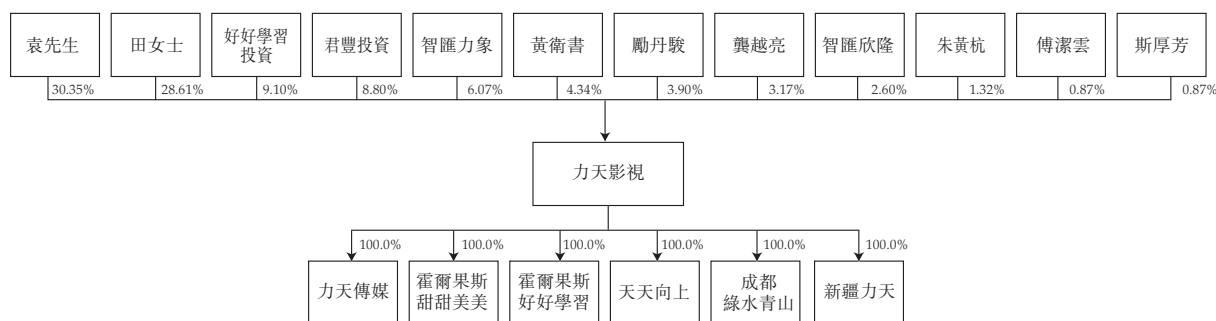 袁先生
田女士
好好學習
投資
君豐投資
智匯力象
黃衛書
勵丹駿
龔越亮
智匯欣隆
朱黃杭
傅潔雲
斯厚芳
30.35%
28.61%
9.10%
8.80%
6.07%
4.34%
3.90%
3.17%
2.60%
1.32%
0.87%
0.87%
力天影視
100.0%
100.0%
100.0%
100.0%
100.0%
100.0%
力天傳媒
霍爾果斯
甜甜美美
霍爾果斯
好好學習
天天向上
成都
綠水青山
新疆力天